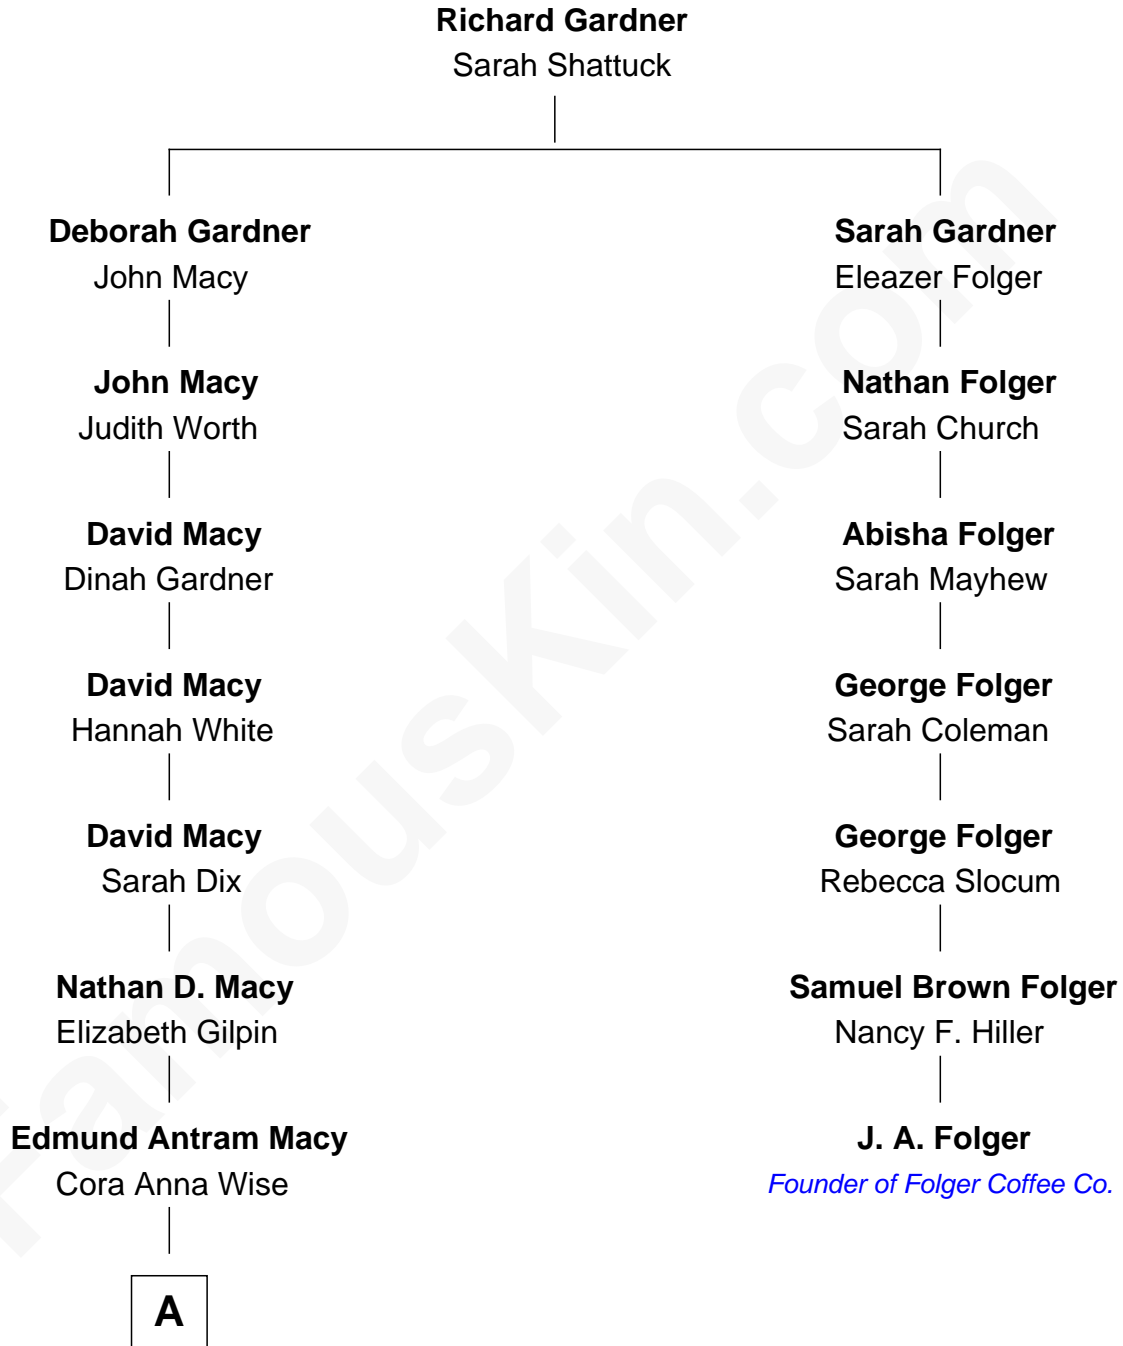 Richard Gardner
Sarah Shattuck
Deborah Gardner
John Macy
Sarah Gardner
Eleazer Folger
John Macy
Judith Worth
Nathan Folger
Sarah Church
David Macy
Dinah Gardner
Abisha Folger
Sarah Mayhew
David Macy
Hannah White
George Folger
Sarah Coleman
David Macy
Sarah Dix
George Folger
Rebecca Slocum
Nathan D. Macy
Elizabeth Gilpin
Samuel Brown Folger
Nancy F. Hiller
Edmund Antram Macy
Cora Anna Wise
J. A. Folger
Founder of Folger Coffee Co.
A
FamousKin.com